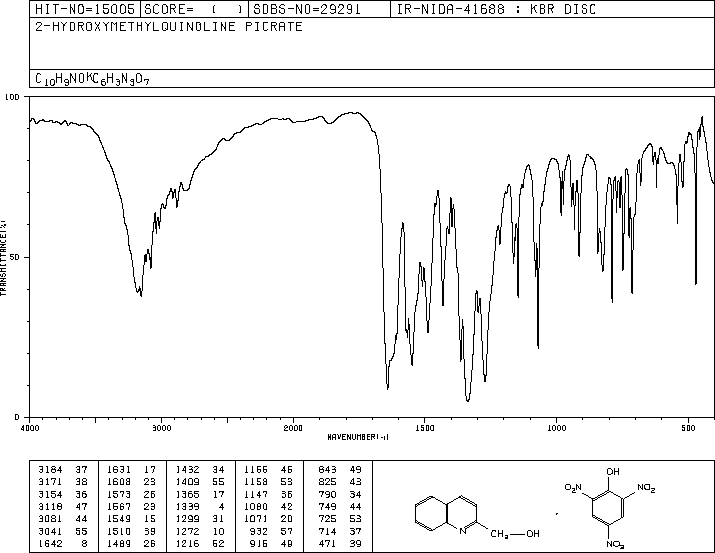 HIT-NO=15005 SCORE= ( ) SDBS-NO=29291 IR-NIDA-41688 : KBR DISC
2-HYDROXYMETHYLQUINOLINE PICRATE
C10H9NOKC6H3N3O7
100
50
0
TRANSMITTANCE(%)
4000 3000 2000 1500 1000 500
WAVENUMBER(-1)
3184 37 1631 17 1432 34 1166 46 843 49
3171 38 1608 23 1409 55 1158 53 825 43
3154 36 1573 26 1365 17 1147 36 790 34
3118 47 1567 29 1339 4 1080 42 749 44
3081 44 1549 15 1299 31 1071 20 725 53
3041 55 1510 39 1272 10 932 57 714 37
1642 8 1489 26 1216 52 916 49 471 39
N
CH2
OH
OH
O2N
NO2
NO2